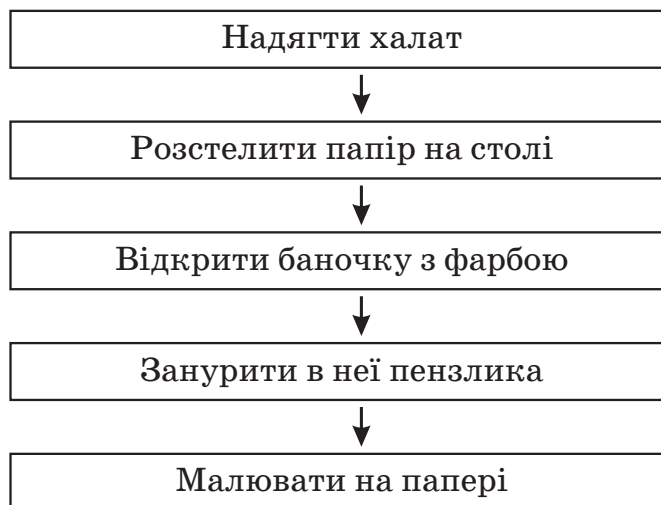 Надягти халат
Розстелити папір на столі
Відкрити баночку з фарбою
Занурити в неї пензлика
Малювати на папері